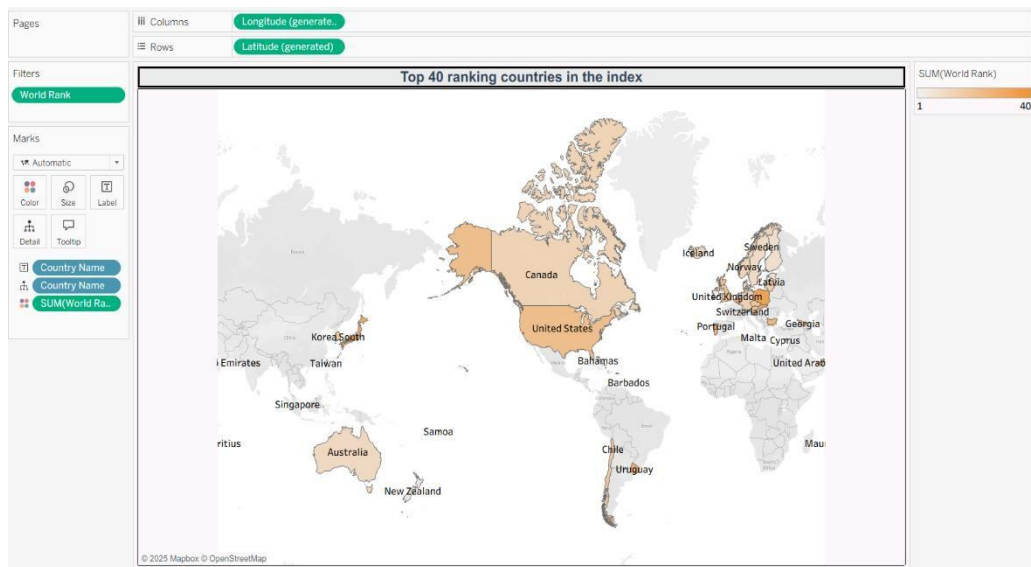 Pages
Columns
Longitude (generate..
Rows
Latitude (generated)
Filters
World Rank
Marks
Automatic
Color
Size
Label
Detail
Tooltip
Country Name
Country Name
SUM(World Ra..
Top 40 ranking countries in the index
SUM(World Rank)
1
40
Iceland
Sweden
Norway
Canada
Latvia
United Kingdom
Switzerland
United States
Portugal
Georgia
Korea South
Malta
Cyprus
Emirates
Taiwan
Bahamas
United Arab
Barbados
Singapore
Samoa
ritius
Mau
Australia
Chile
Uruguay
New Zealand
© 2025 Mapbox © OpenStreetMap